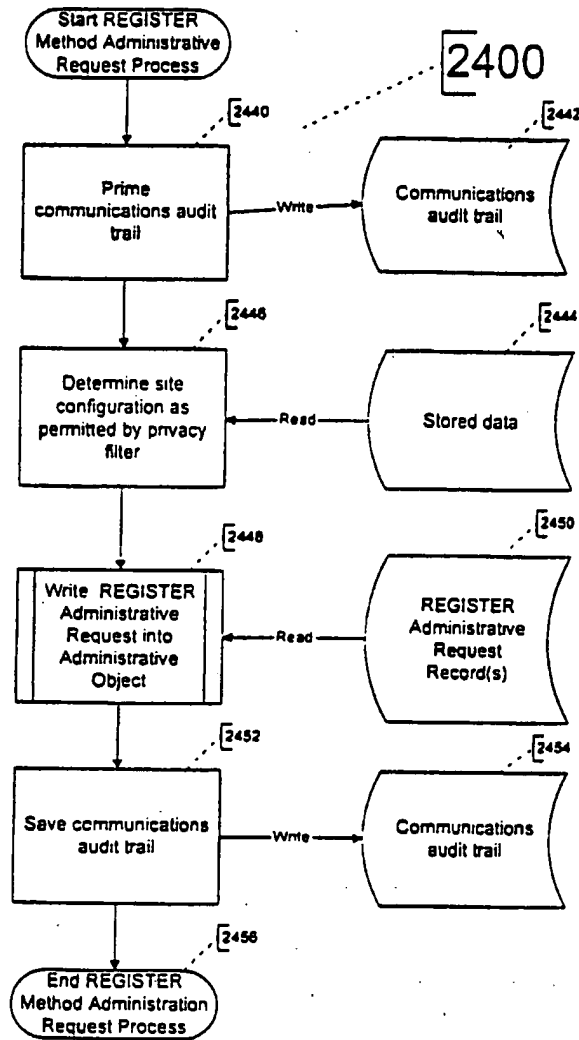 Start REGISTER
Method Administrative
Request Process
2400
2440
2442
Prime
communications audit
trail
Write
Communications
audit trail
2446
2444
Determine site
configuration as
permitted by privacy
filter
Read
Stored data
2448
2450
Write REGISTER
Administrative
Request into
Administrative
Object
Read
REGISTER
Administrative
Request
Record(s)
2452
2454
Save communications
audit trail
Write
Communications
audit trail
2456
End REGISTER
Method Administration
Request Process